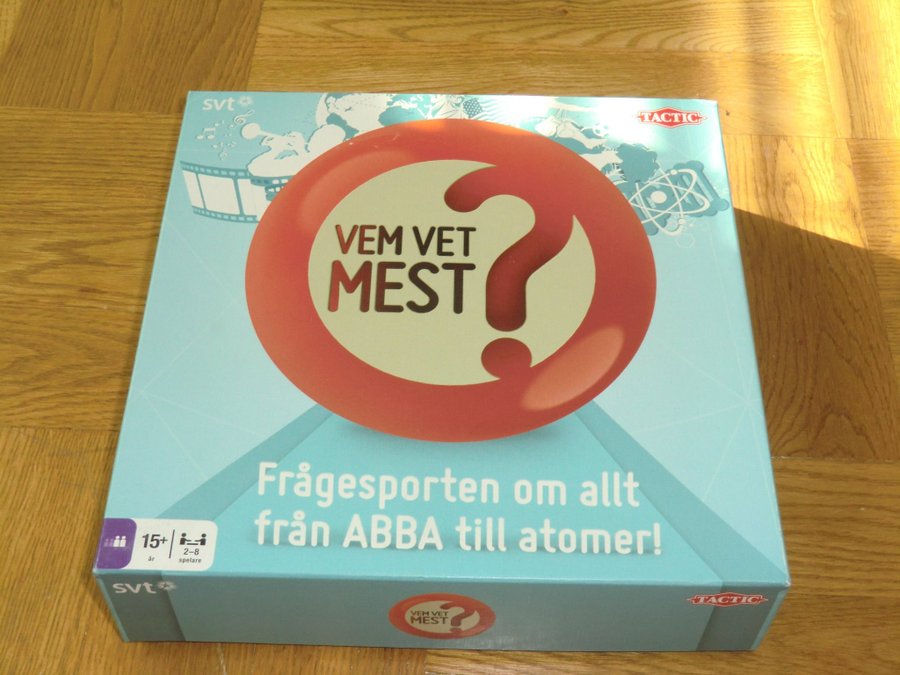 svt
TACTIC
VEM VET
MEST?
Frågesporten om allt
från ABBA till atomer!
15+
år
2-8
spelare
svt
VEM VET
MEST?
TACTIC